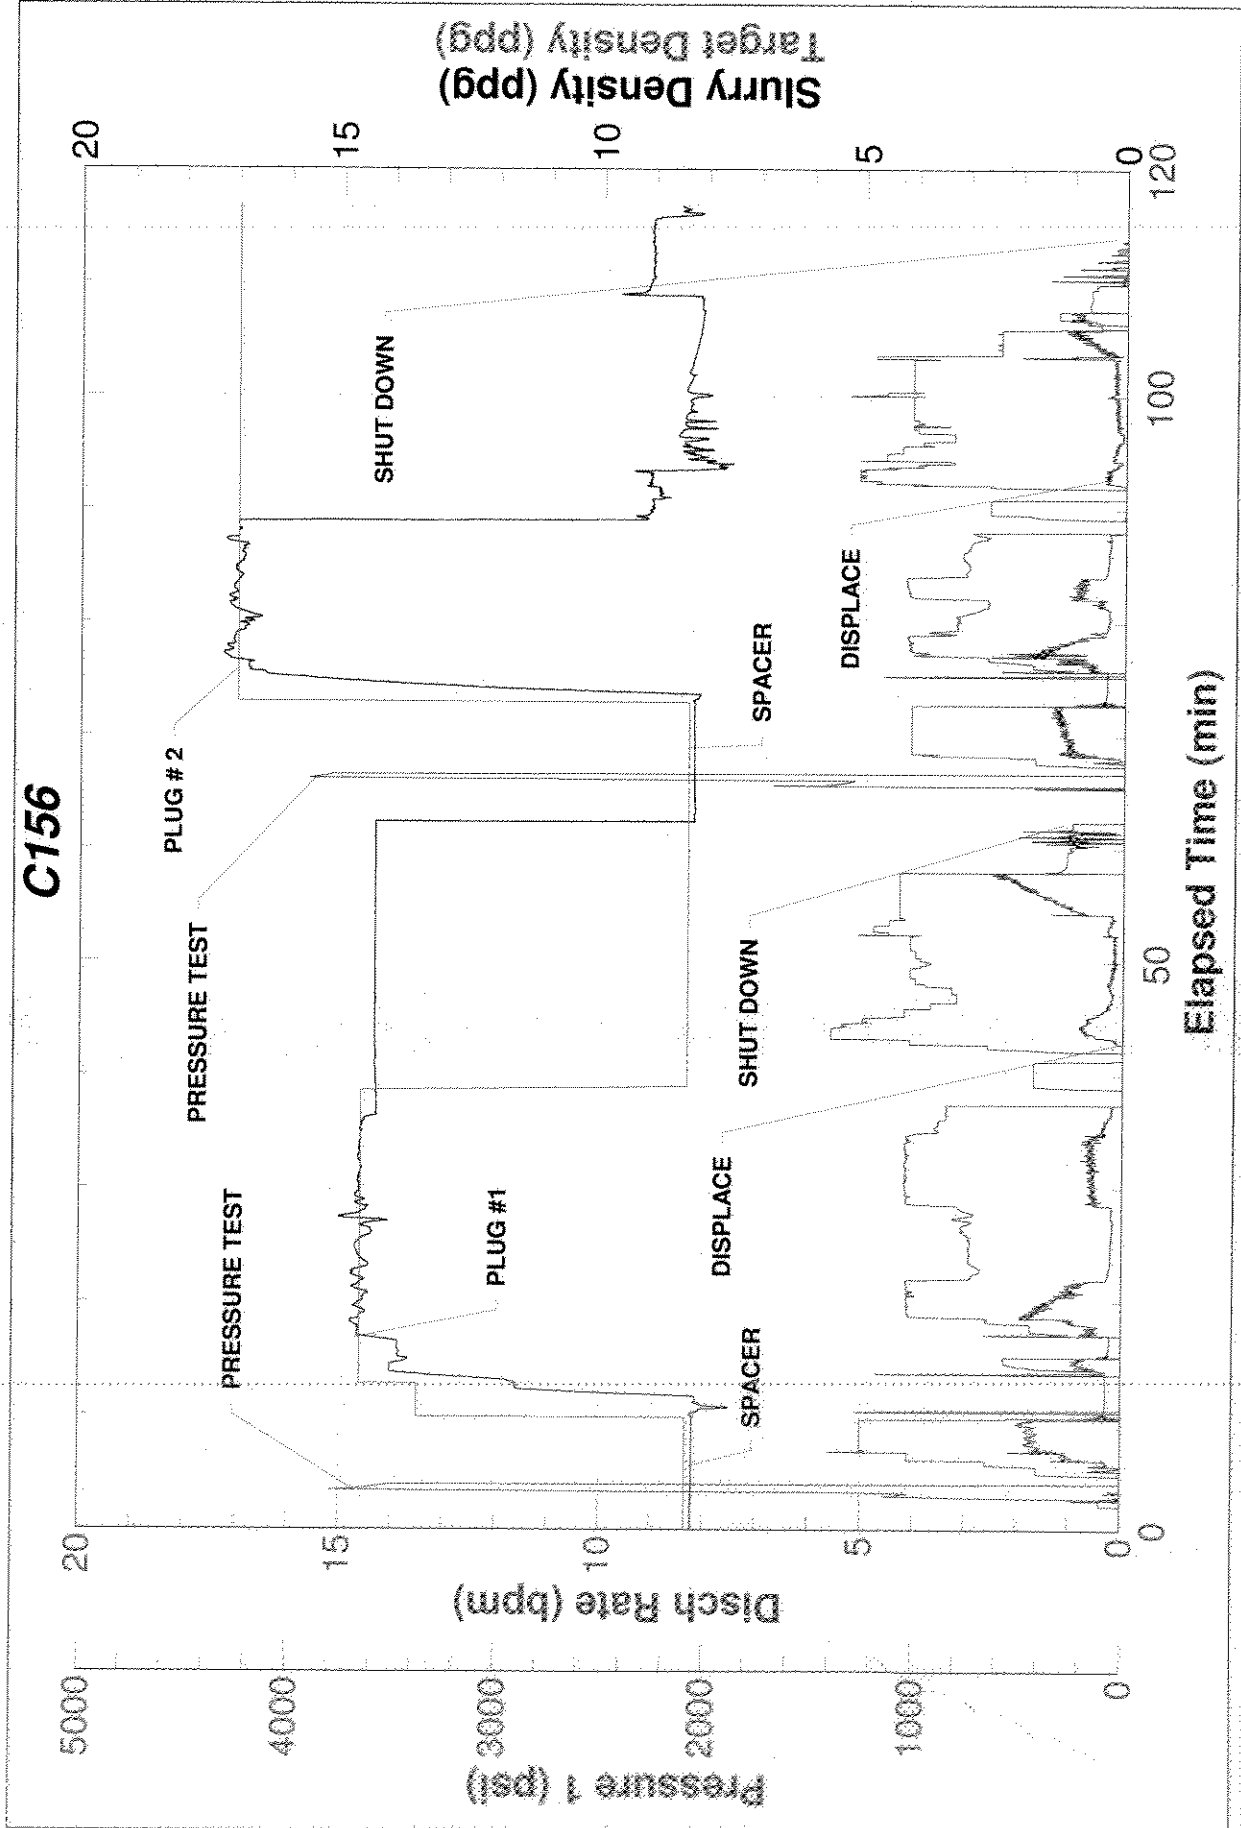 C156
Pressure 1 (psi)
5000
4000
3000
2000
1000
0
Disch Rate (bpm)
20
15
10
5
0
PRESSURE TEST
PLUG #1
SPACER
DISPLACE
PRESSURE TEST
SHUT DOWN
PLUG # 2
SPACER
DISPLACE
SHUT DOWN
20
15
10
5
0
Slurry Density (ppg)
Target Density (ppg)
0
50
100
120
Elapsed Time (min)